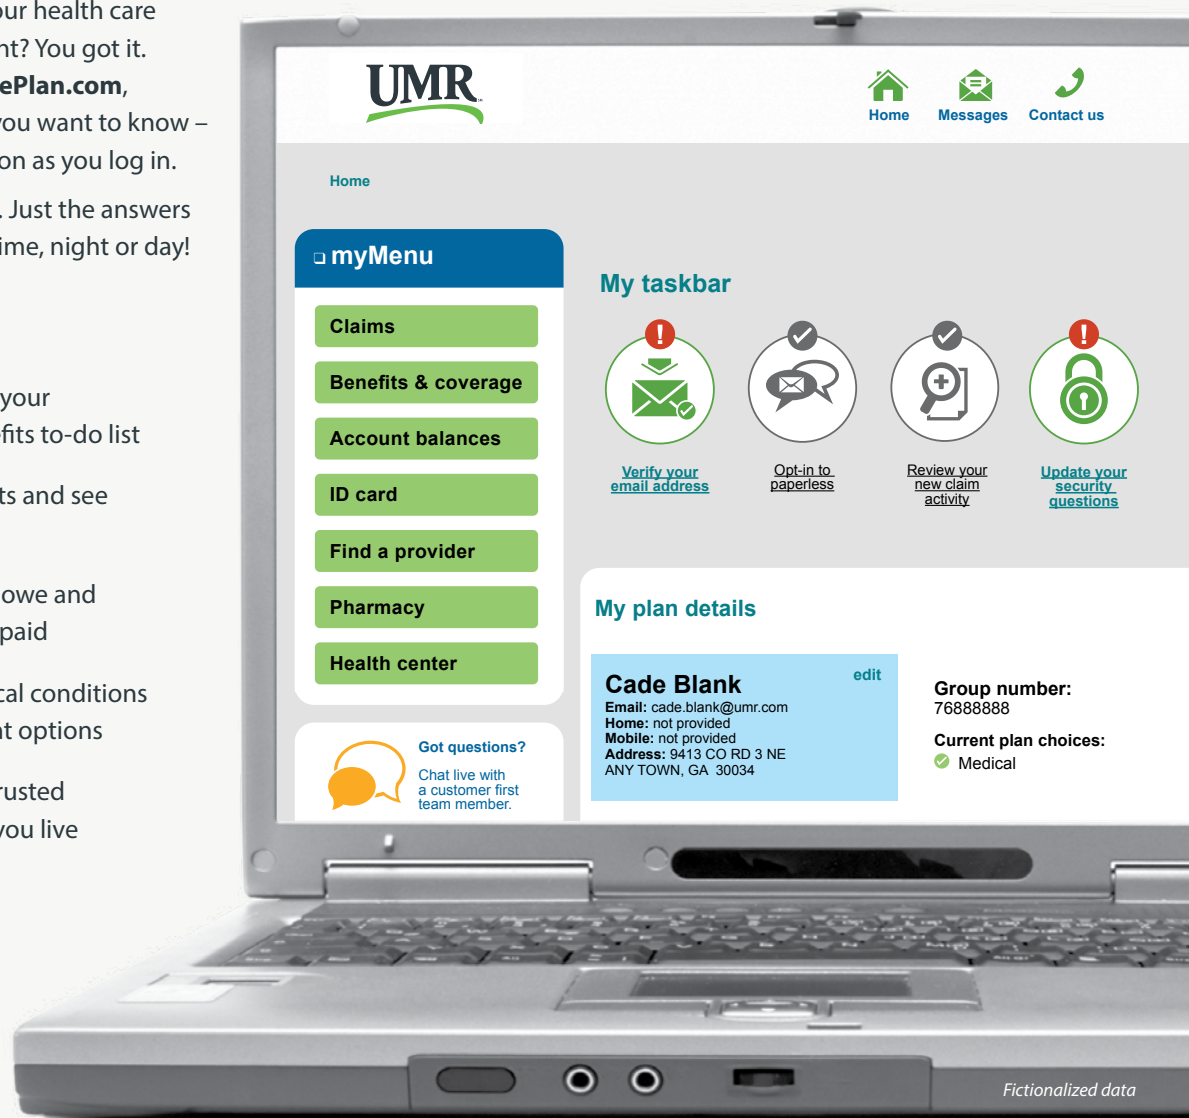 our health care
nt? You got it.
ePlan.com,
you want to know –
on as you log in.
. Just the answers
ime, night or day!
your
efits to-do list
ts and see
owe and
paid
cal conditions
nt options
rusted
you live
UMR
Home
Messages
Contact us
Home
myMenu
Claims
Benefits & coverage
Account balances
ID card
Find a provider
Pharmacy
Health center
Got questions?
Chat live with
a customer first
team member.
My taskbar
Verify your
email address
Opt-in to
paperless
Review your
new claim
activity
Update your
security
questions
My plan details
Cade Blank
edit
Email: cade.blank@umr.com
Home: not provided
Mobile: not provided
Address: 9413 CO RD 3 NE
ANY TOWN, GA 30034
Group number:
76888888
Current plan choices:
Medical
Fictionalized data